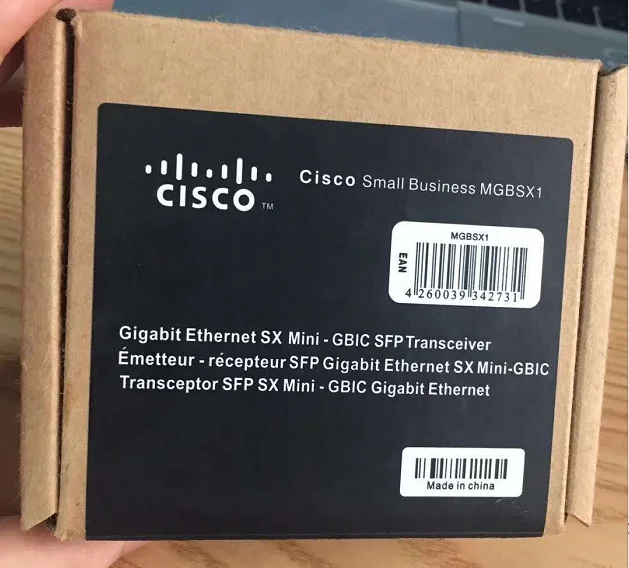 CISCO™
Cisco Small Business MGBSX1
MGBSX1
EAN
4 260039 342731
Gigabit Ethernet SX Mini - GBIC SFP Transceiver
Émetteur - récepteur SFP Gigabit Ethernet SX Mini-GBIC
Transceptor SFP SX Mini - GBIC Gigabit Ethernet
Made in china